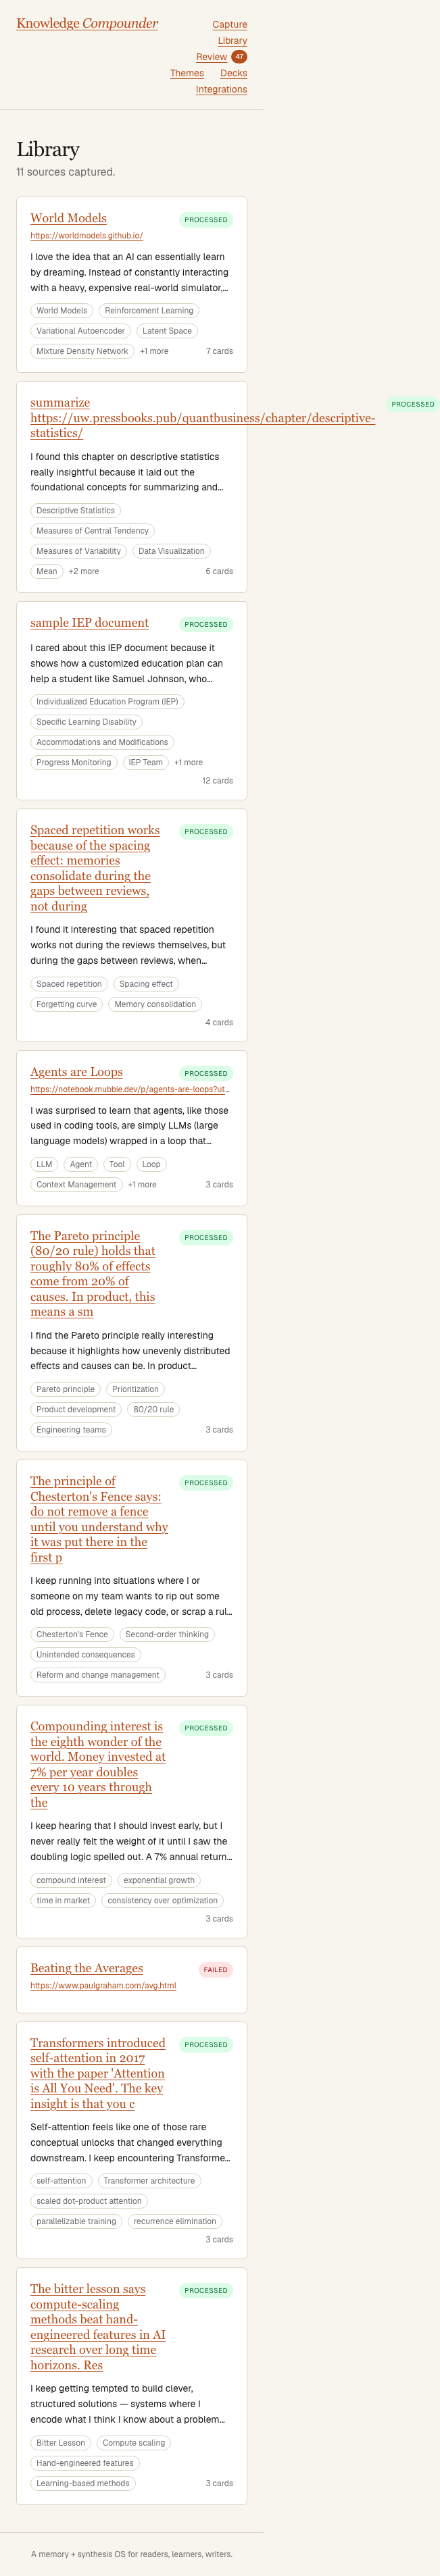 Knowledge Compounder
Capture
Library
Review 47
Themes Decks
Integrations
Library
11 sources captured.
World Models PROCESSED
https://worldmodels.github.io/
I love the idea that an AI can essentially learn
by dreaming. Instead of constantly interacting
with a heavy, expensive real-world simulator,...
World Models Reinforcement Learning
Variational Autoencoder Latent Space
Mixture Density Network +1 more 7 cards
summarize PROCESSED
https://uw.pressbooks.pub/quantbusiness/chapter/descriptive-
statistics/
I found this chapter on descriptive statistics
really insightful because it laid out the
foundational concepts for summarizing and...
Descriptive Statistics
Measures of Central Tendency
Measures of Variability Data Visualization
Mean +2 more 6 cards
sample IEP document PROCESSED
I cared about this IEP document because it
shows how a customized education plan can
help a student like Samuel Johnson, who...
Individualized Education Program (IEP)
Specific Learning Disability
Accommodations and Modifications
Progress Monitoring IEP Team +1 more
12 cards
Spaced repetition works PROCESSED
because of the spacing
effect: memories
consolidate during the
gaps between reviews,
not during
I found it interesting that spaced repetition
works not during the reviews themselves, but
during the gaps between reviews, when...
Spaced repetition Spacing effect
Forgetting curve Memory consolidation
4 cards
Agents are Loops PROCESSED
https://notebook.mubbie.dev/p/agents-are-loops?ut...
I was surprised to learn that agents, like those
used in coding tools, are simply LLMs (large
language models) wrapped in a loop that...
LLM Agent Tool Loop
Context Management +1 more 3 cards
The Pareto principle PROCESSED
(80/20 rule) holds that
roughly 80% of effects
come from 20% of
causes. In product, this
means a sm
I find the Pareto principle really interesting
because it highlights how unevenly distributed
effects and causes can be. In product...
Pareto principle Prioritization
Product development 80/20 rule
Engineering teams 3 cards
The principle of PROCESSED
Chesterton's Fence says:
do not remove a fence
until you understand why
it was put there in the
first p
I keep running into situations where I or
someone on my team wants to rip out some
old process, delete legacy code, or scrap a rul...
Chesterton's Fence Second-order thinking
Unintended consequences
Reform and change management 3 cards
Compounding interest is PROCESSED
the eighth wonder of the
world. Money invested at
7% per year doubles
every 10 years through
the
I keep hearing that I should invest early, but I
never really felt the weight of it until I saw the
doubling logic spelled out. A 7% annual return...
compound interest exponential growth
time in market consistency over optimization
3 cards
Beating the Averages FAILED
https://www.paulgraham.com/avg.html
Transformers introduced PROCESSED
self-attention in 2017
with the paper 'Attention
is All You Need'. The key
insight is that you c
Self-attention feels like one of those rare
conceptual unlocks that changed everything
downstream. I keep encountering Transforme...
self-attention Transformer architecture
scaled dot-product attention
parallelizable training recurrence elimination
3 cards
The bitter lesson says PROCESSED
compute-scaling
methods beat hand-
engineered features in AI
research over long time
horizons. Res
I keep getting tempted to build clever,
structured solutions — systems where I
encode what I think I know about a problem...
Bitter Lesson Compute scaling
Hand-engineered features
Learning-based methods 3 cards
A memory + synthesis OS for readers, learners, writers.